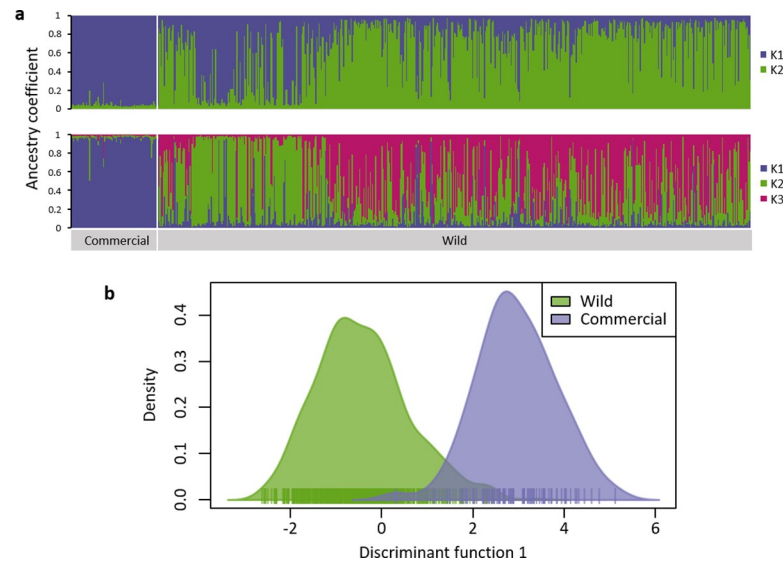 a
Ancestry coefficient
1
0.8
0.6
0.4
0.2
0
K1
K2
1
0.8
0.6
0.4
0.2
0
K1
K2
K3
Commercial Wild
b
Wild
Commercial
Density
0.4
0.3
0.2
0.1
0.0
-2 0 2 4 6
Discriminant function 1